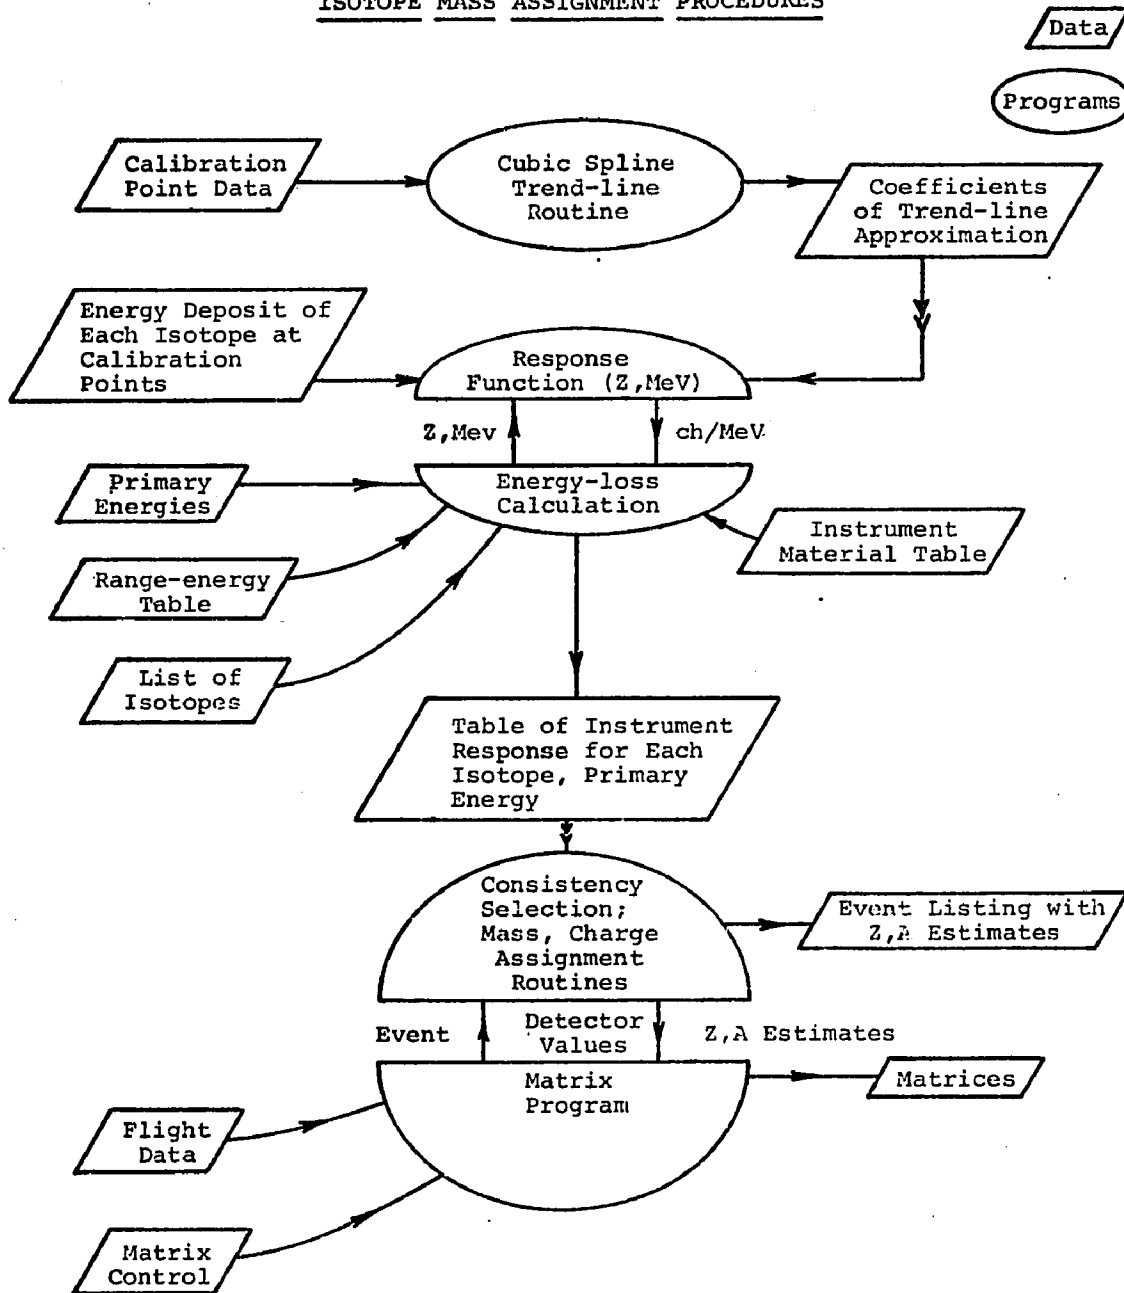 ISOTOPE MASS ASSIGNMENT PROCEDURES
Data
Programs
Calibration
Point Data
Cubic Spline
Trend-line
Routine
Coefficients
of Trend-line
Approximation
Energy Deposit of
Each Isotope at
Calibration
Points
Response
Function (Z,MeV)
Z,Mev
ch/MeV
Primary
Energies
Energy-loss
Calculation
Instrument
Material Table
Range-energy
Table
List of
Isotopes
Table of Instrument
Response for Each
Isotope, Primary
Energy
Consistency
Selection;
Mass, Charge
Assignment
Routines
Event Listing with
Z,A Estimates
Event
Detector
Values
Z,A Estimates
Matrix
Program
Matrices
Flight
Data
Matrix
Control